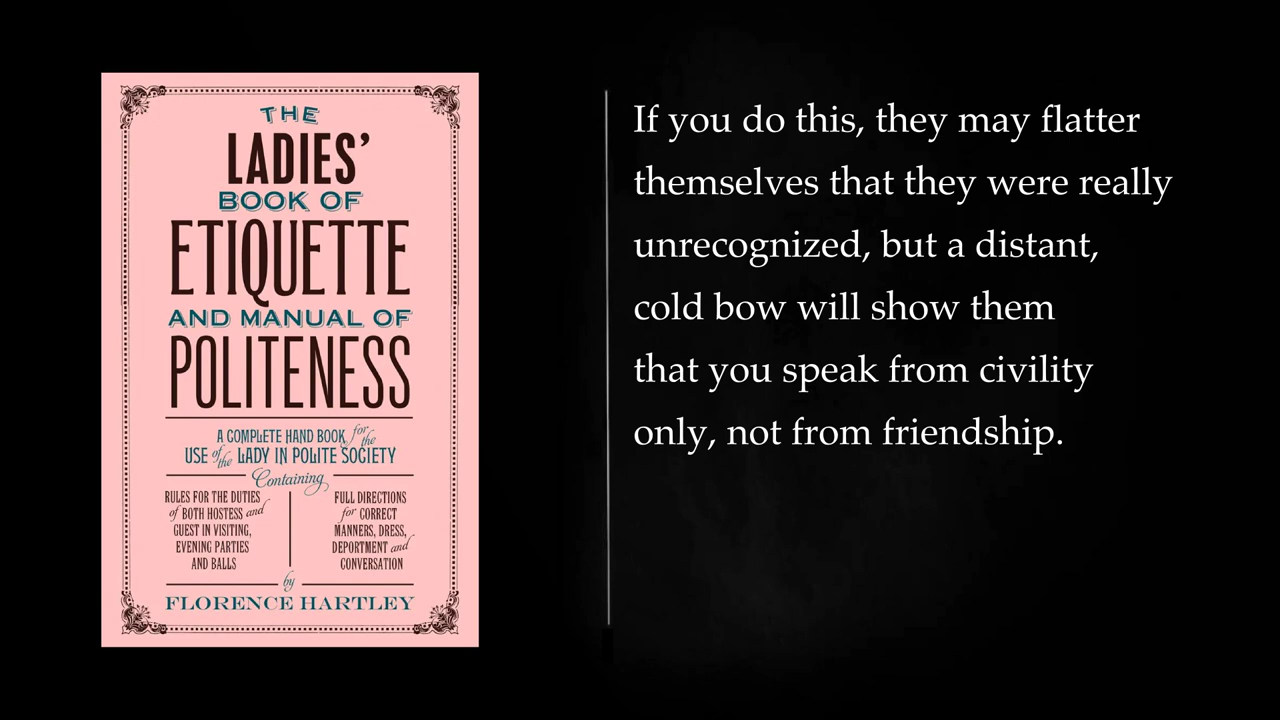 THE
LADIES'
BOOK OF
ETIQUETTE
AND MANUAL OF
POLITENESS
A COMPLETE HAND BOOK for the
USE of the LADY IN POLITE SOCIETY
Containing
RULES FOR THE DUTIES
of BOTH HOSTESS and
GUEST IN VISITING,
EVENING PARTIES
AND BALLS
FULL DIRECTIONS
for CORRECT
MANNERS, DRESS,
DEPORTMENT and
CONVERSATION
by
FLORENCE HARTLEY
If you do this, they may flatter
themselves that they were really
unrecognized, but a distant,
cold bow will show them
that you speak from civility
only, not from friendship.